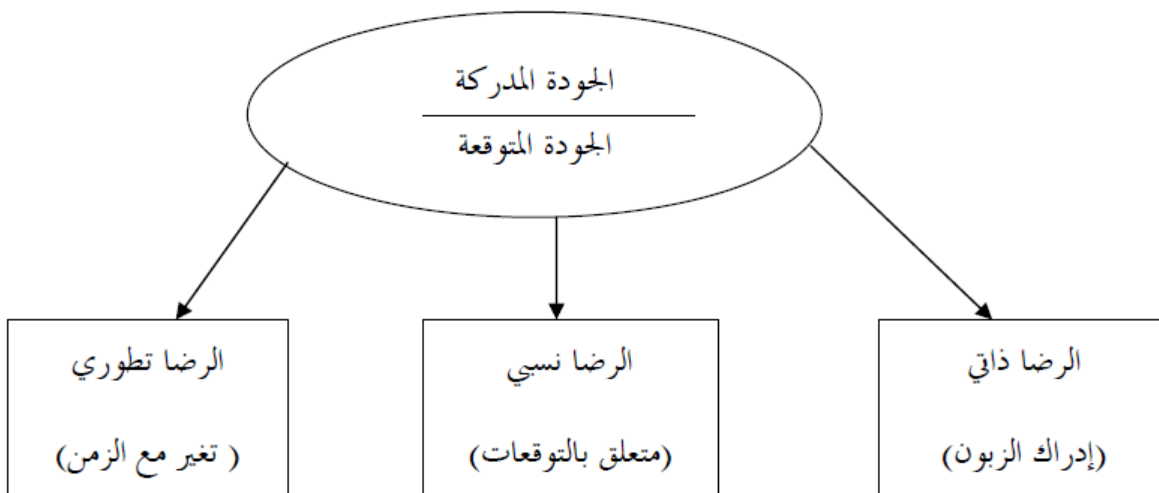 الجودة المدركة
الجودة المتوقعة
الرضا ذاتي
(إدراك الزبون)
الرضا نسبي
(متعلق بالتوقعات)
الرضا تطوري
( تغير مع الزمن)